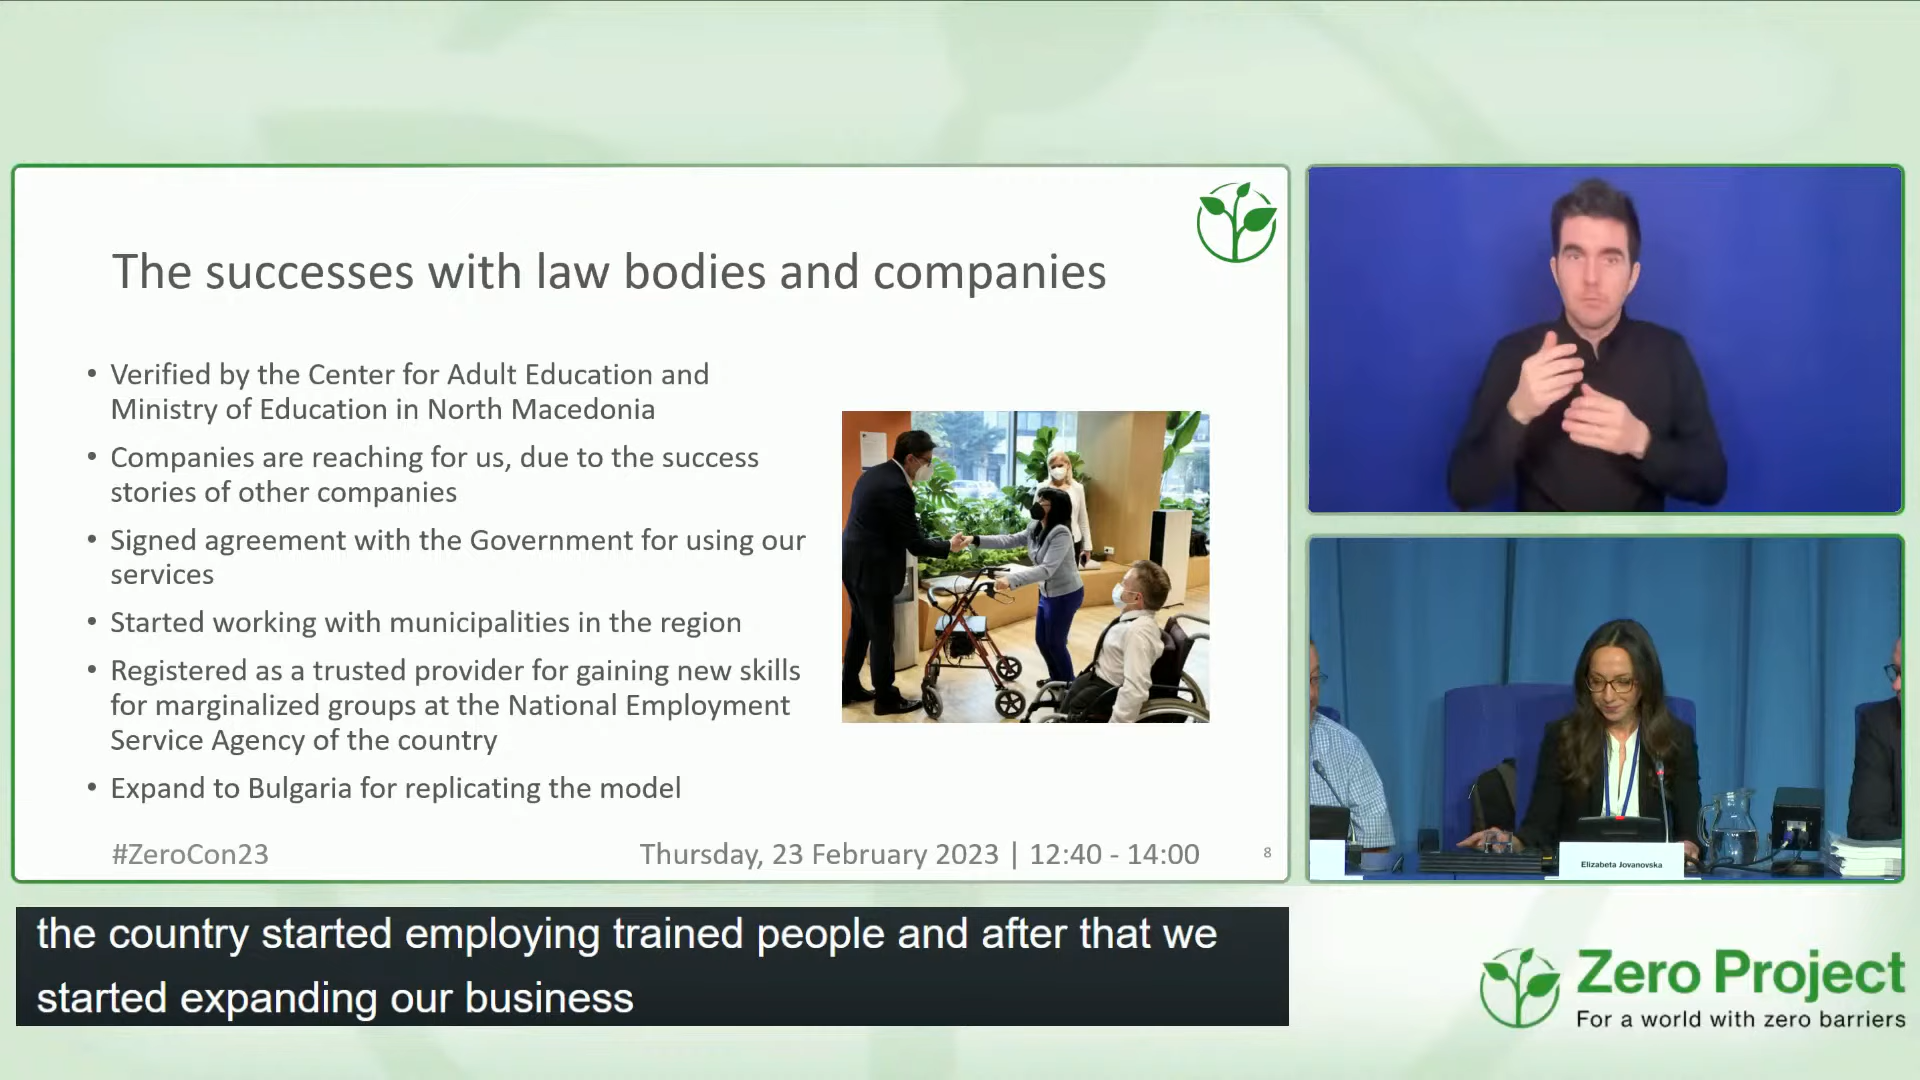 The successes with law bodies and companies
• Verified by the Center for Adult Education and
Ministry of Education in North Macedonia
• Companies are reaching for us, due to the success
stories of other companies
• Signed agreement with the Government for using our
services
• Started working with municipalities in the region
• Registered as a trusted provider for gaining new skills
for marginalized groups at the National Employment
Service Agency of the country
• Expand to Bulgaria for replicating the model
#ZeroCon23
Thursday, 23 February 2023 | 12:40 - 14:00
8
Elizabeta Jovanovska
the country started employing trained people and after that we
started expanding our business
Zero Project
For a world with zero barriers